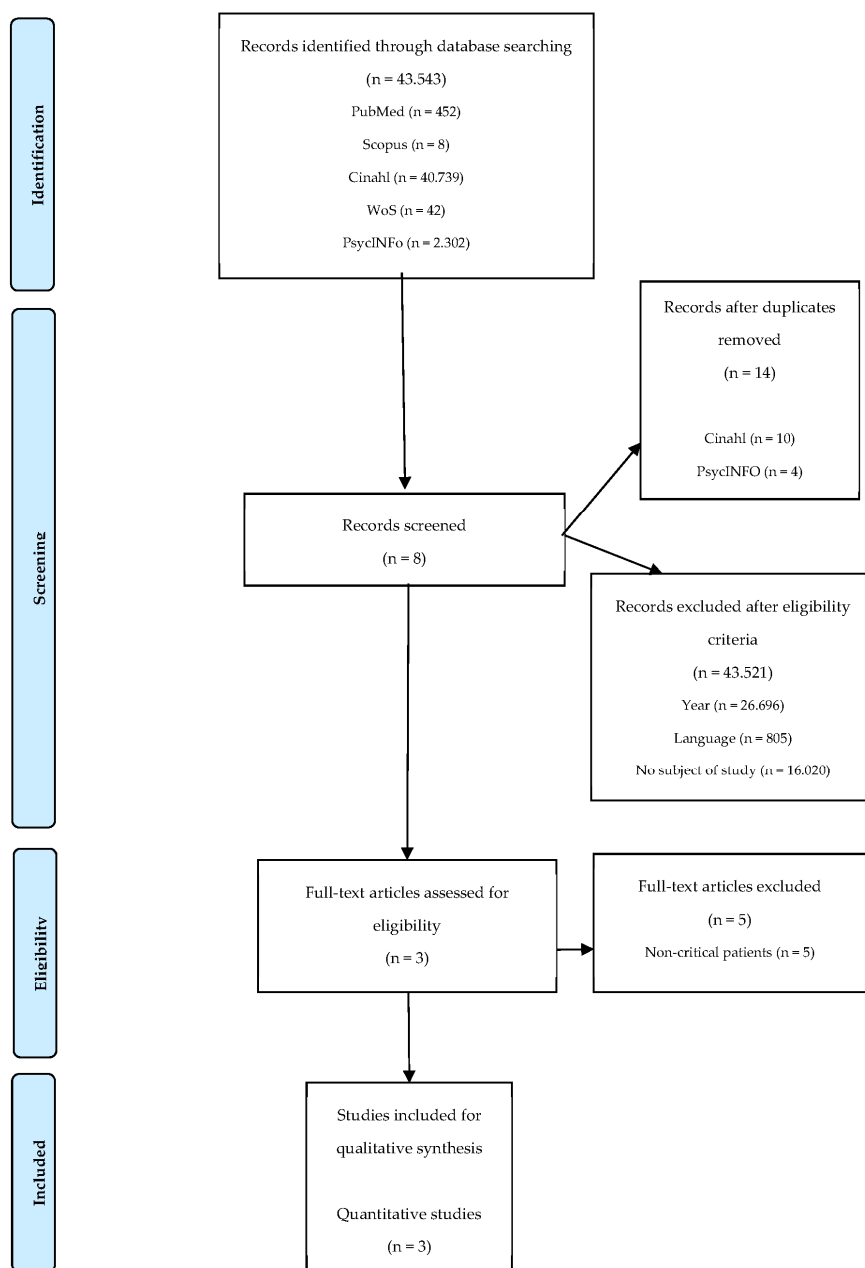 Identification
Records identified through database searching
(n = 43.543)
PubMed (n = 452)
Scopus (n = 8)
Cinahl (n = 40.739)
WoS (n = 42)
PsycINFo (n = 2.302)
Screening
Records after duplicates
removed
(n = 14)
Cinahl (n = 10)
PsycINFO (n = 4)
Records screened
(n = 8)
Records excluded after eligibility
criteria
(n = 43.521)
Year (n = 26.696)
Language (n = 805)
No subject of study (n = 16.020)
Eligibility
Full-text articles assessed for
eligibility
(n = 3)
Full-text articles excluded
(n = 5)
Non-critical patients (n = 5)
Included
Studies included for
qualitative synthesis
Quantitative studies
(n = 3)